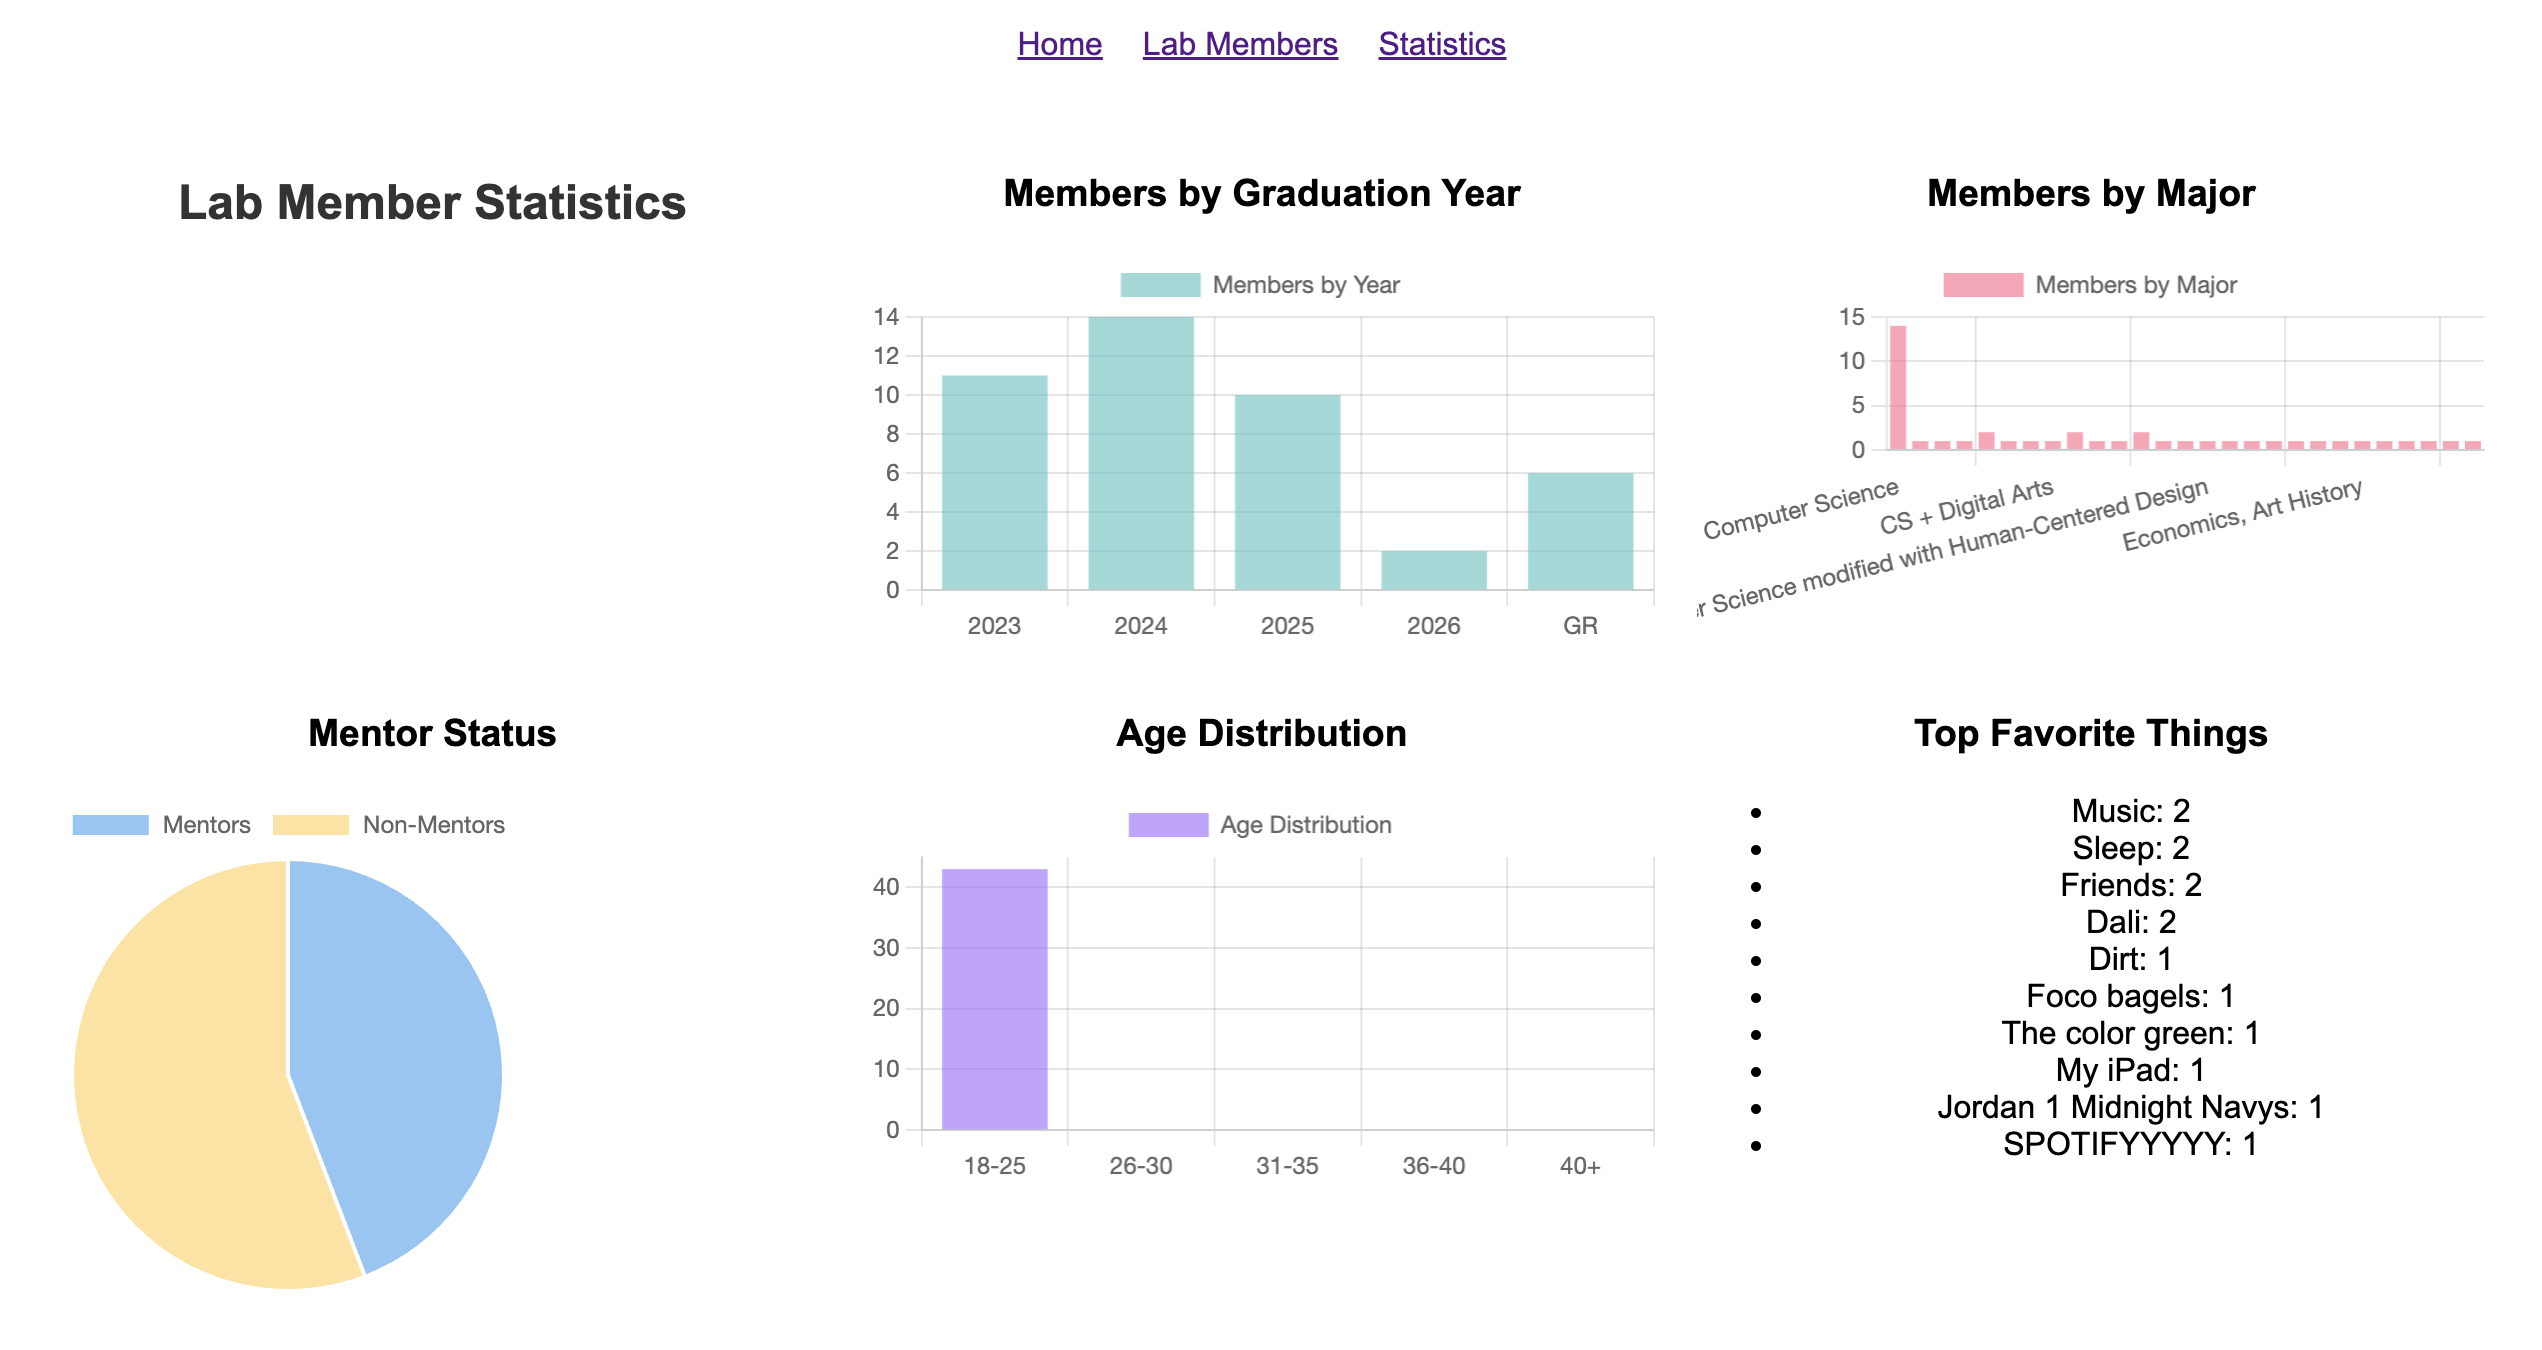 Home Lab Members Statistics
Lab Member Statistics
Members by Graduation Year
Members by Year
14
12
10
8
6
4
2
0
2023 2024 2025 2026 GR
Members by Major
Members by Major
15
10
5
0
Computer Science
CS + Digital Arts
Science modified with Human-Centered Design
Economics, Art History
Mentor Status
Mentors Non-Mentors
Age Distribution
Age Distribution
40
30
20
10
0
18-25 26-30 31-35 36-40 40+
Top Favorite Things
Music: 2
Sleep: 2
Friends: 2
Dali: 2
Dirt: 1
Foco bagels: 1
The color green: 1
My iPad: 1
Jordan 1 Midnight Navys: 1
SPOTIFYYYYY: 1